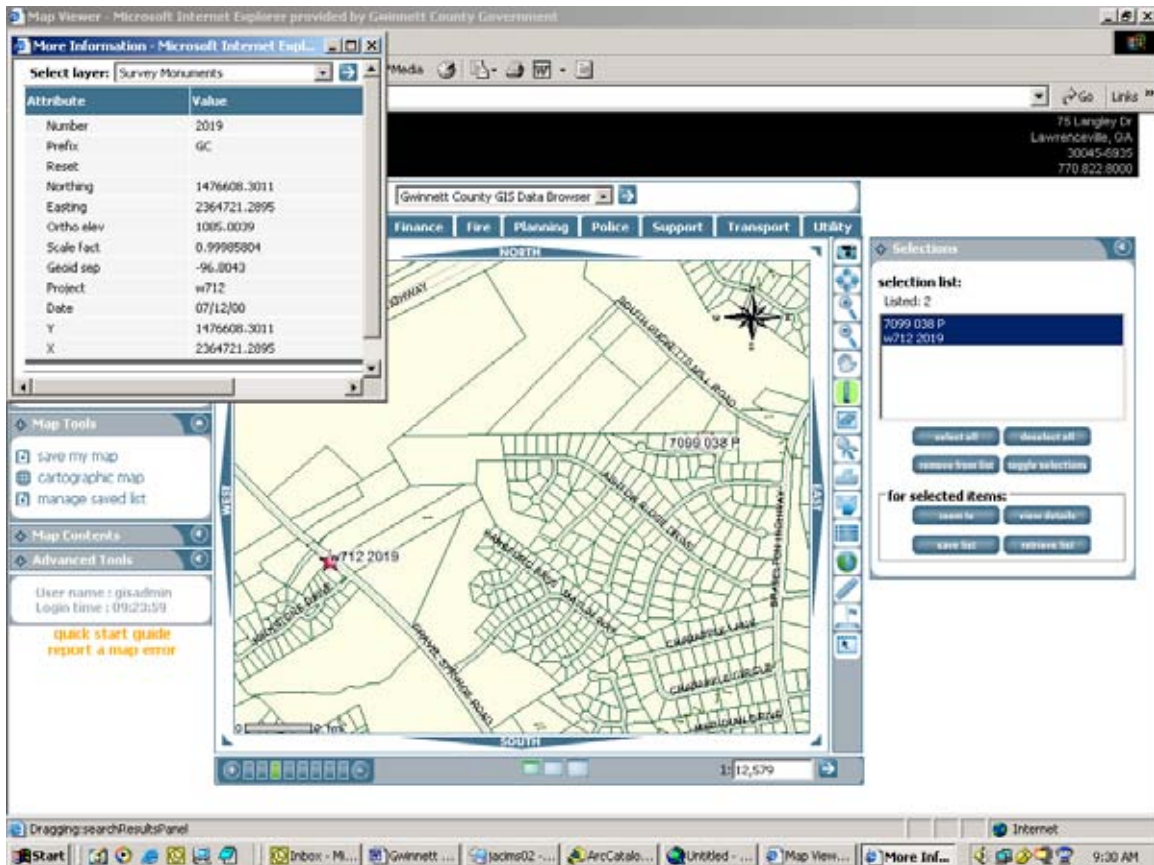 Map Viewer - Microsoft Internet Explorer provided by Gwinnett County Government
More Information - Microsoft Internet Expl...
Select layer: Survey Monuments
Attribute Value
Number 2019
Prefix GC
Reset
Northing 1476608.3011
Easting 2364721.2895
Ortho elev 1085.0039
Scale fact 0.99985804
Geoid sep -96.8043
Project w712
Date 07/12/00
Y 1476608.3011
X 2364721.2895
Media
Go Links »
75 Langley Dr
Lawrenceville, GA
30045-6935
770.822.8000
Gwinnett County GIS Data Browser
Finance Fire Planning Police Support Transport Utility
NORTH
WEST
EAST
SOUTH
7099 038 P
w712 2019
GRAVEL SPRINGS ROAD
BRASELTON HIGHWAY
1: 12,579
Selections
selection list:
Listed: 2
7099 038 P
w712 2019
select all deselect all
remove from list toggle selections
for selected items:
zoom to view details
save list retrieve list
Map Tools
save my map
cartographic map
manage saved list
Map Contents
Advanced Tools
User name : gisadmin
Login time : 09:23:59
quick start guide
report a map error
Dragging:searchResultsPanel
Internet
Start Inbox - Mi... Gwinnett ... jacims02 -... ArcCatalo... Untitled - ... Map View... More Inf... 9:30 AM